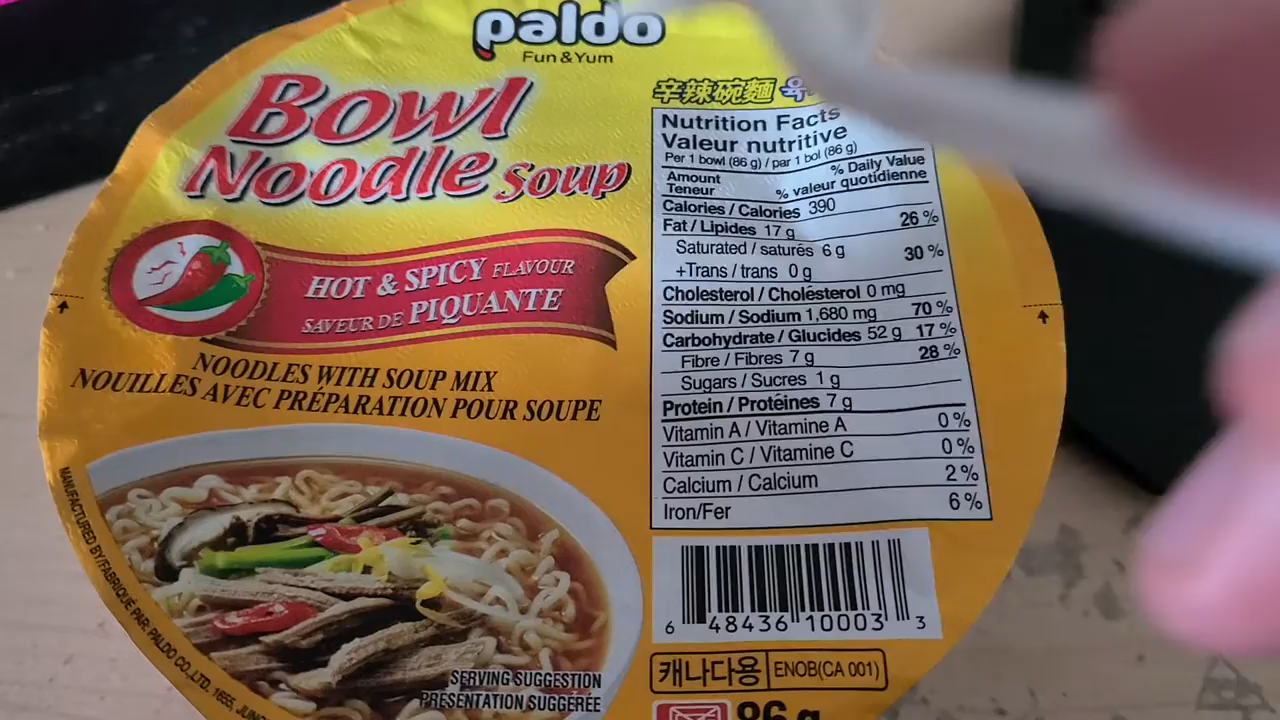 paldo
Fun & Yum
Bowl
Noodle Soup
HOT & SPICY FLAVOUR
SAVEUR DE PIQUANTE
NOODLES WITH SOUP MIX
NOUILLES AVEC PRÉPARATION POUR SOUPE
MANUFACTURED BY/FABRIQUÉ PAR: PALDO CO.,LTD. 1655,
SERVING SUGGESTION
PRÉSENTATION SUGGÉRÉE
辛辣碗麵
Nutrition Facts
Valeur nutritive
Per 1 bowl (86 g) / par 1 bol (86 g)
Amount % Daily Value
Teneur % valeur quotidienne
Calories / Calories 390
Fat / Lipides 17 g 26 %
Saturated / saturés 6 g
+Trans / trans 0 g 30 %
Cholesterol / Cholésterol 0 mg
Sodium / Sodium 1,680 mg 70 %
Carbohydrate / Glucides 52 g 17 %
Fibre / Fibres 7 g 28 %
Sugars / Sucres 1 g
Protein / Protéines 7 g
Vitamin A / Vitamine A 0 %
Vitamin C / Vitamine C 0 %
Calcium / Calcium 2 %
Iron/Fer 6 %
6 48436 10003 3
캐나다용 ENOB(CA 001)
86 g